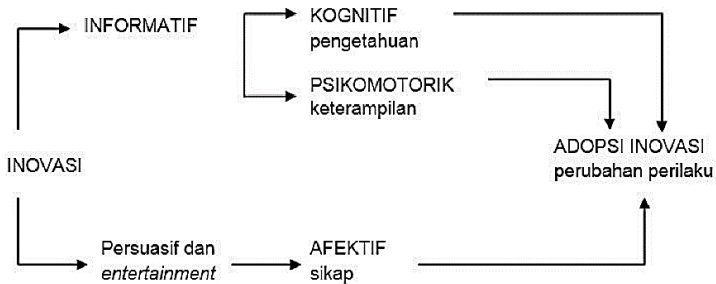 INFORMATIF
KOGNITIF
pengetahuan
PSIKOMOTORIK
keterampilan
INOVASI
ADOPSI INOVASI
perubahan perilaku
Persuasif dan
entertainment
AFEKTIF
sikap